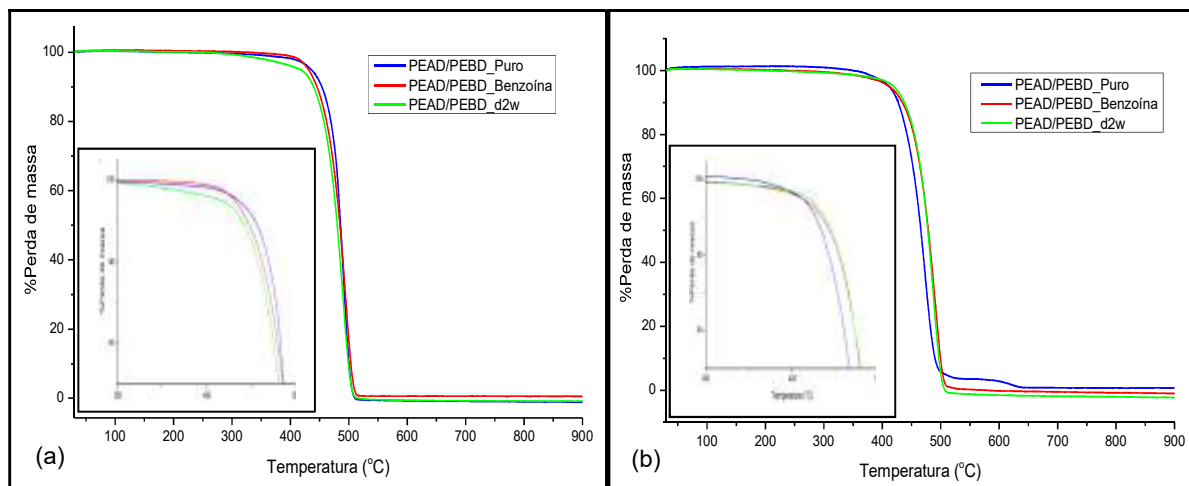 %Perda de massa
100
80
60
40
20
0
PEAD/PEBD_Puro
PEAD/PEBD_Benzoína
PEAD/PEBD_d2w
100 200 300 400 500 600 700 800 900
Temperatura (°C)
(a)
%Perda de massa
100
80
60
40
20
0
PEAD/PEBD_Puro
PEAD/PEBD_Benzoína
PEAD/PEBD_d2w
100 200 300 400 500 600 700 800 900
Temperatura (°C)
(b)